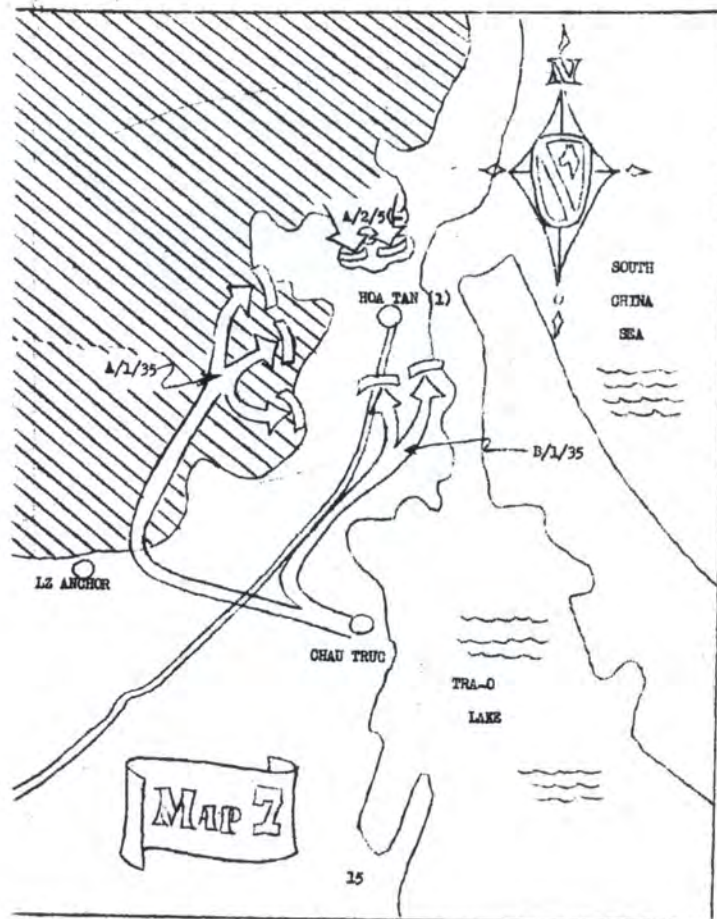 N
A/2/5(-)
SOUTH
CHINA
SEA
HOA TAN (1)
A/1/35
B/1/35
LZ ANCHOR
CHAU TRUC
TRA-O
LAKE
MAP 7
15